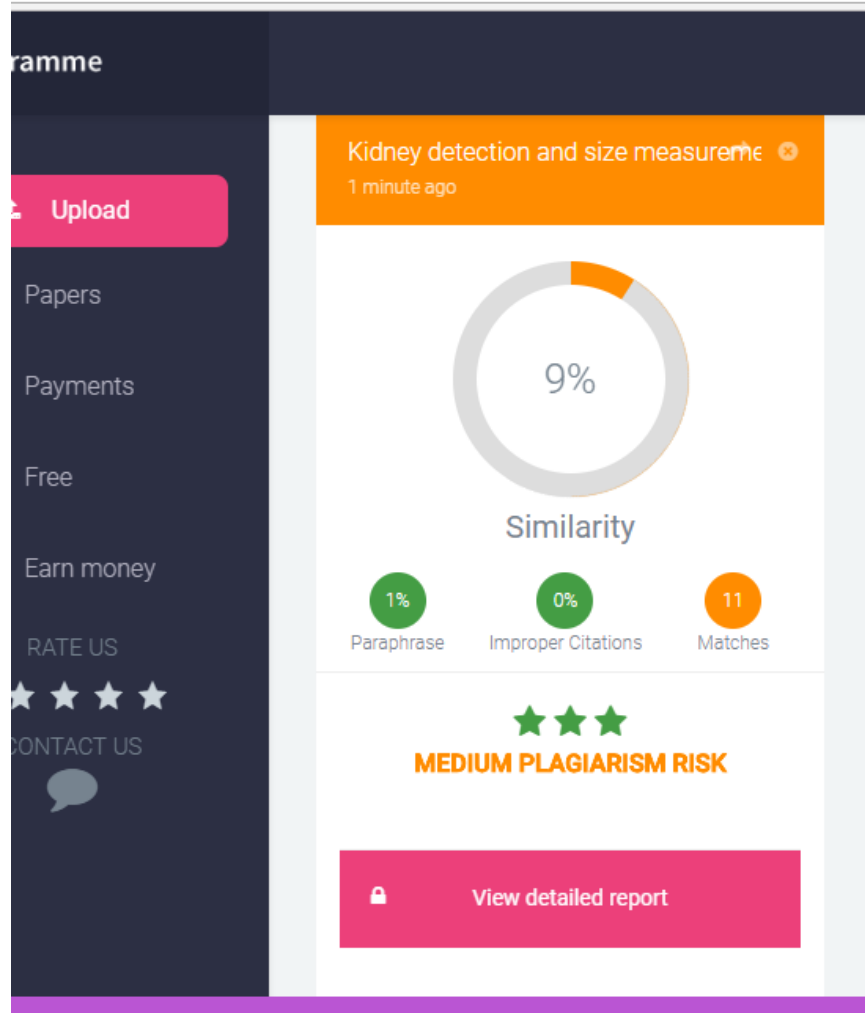 ramme
Upload
Papers
Payments
Free
Earn money
RATE US
CONTACT US
Kidney detection and size measureme
1 minute ago
9%
Similarity
1%
Paraphrase
0%
Improper Citations
11
Matches
MEDIUM PLAGIARISM RISK
View detailed report